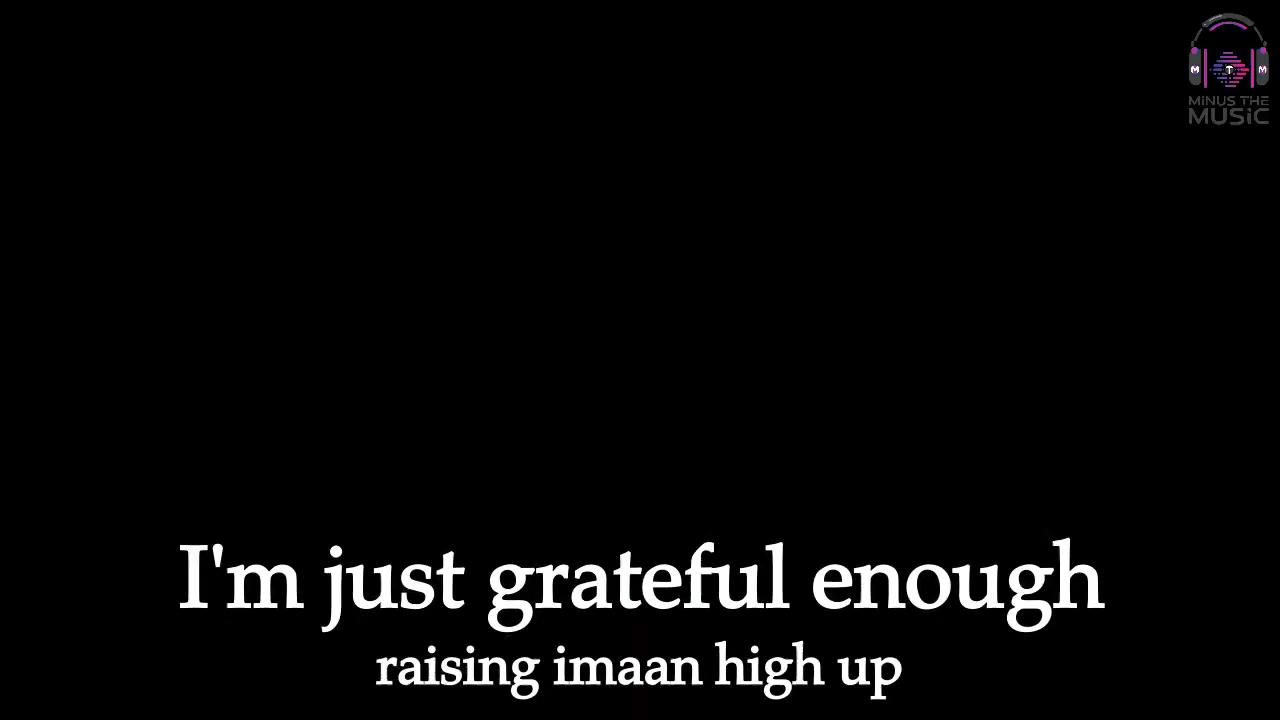 M T M
MiNUS THE
MUSiC
I'm just grateful enough
raising imaan high up